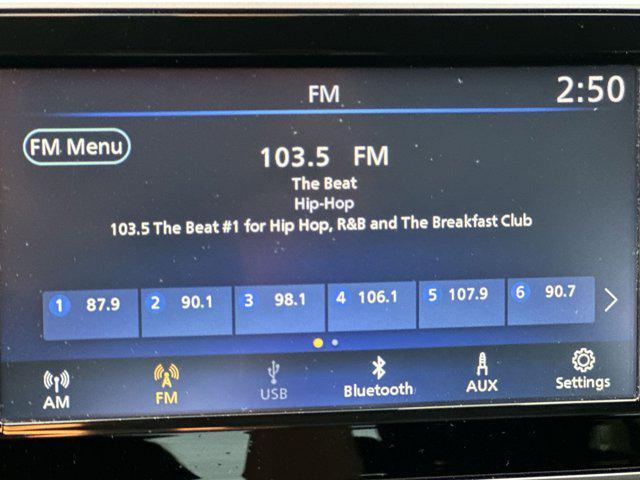 FM
2:50
FM Menu
103.5 FM
The Beat
Hip-Hop
103.5 The Beat #1 for Hip Hop, R&B and The Breakfast Club
1 87.9 2 90.1 3 98.1 4 106.1 5 107.9 6 90.7
AM FM USB Bluetooth AUX Settings